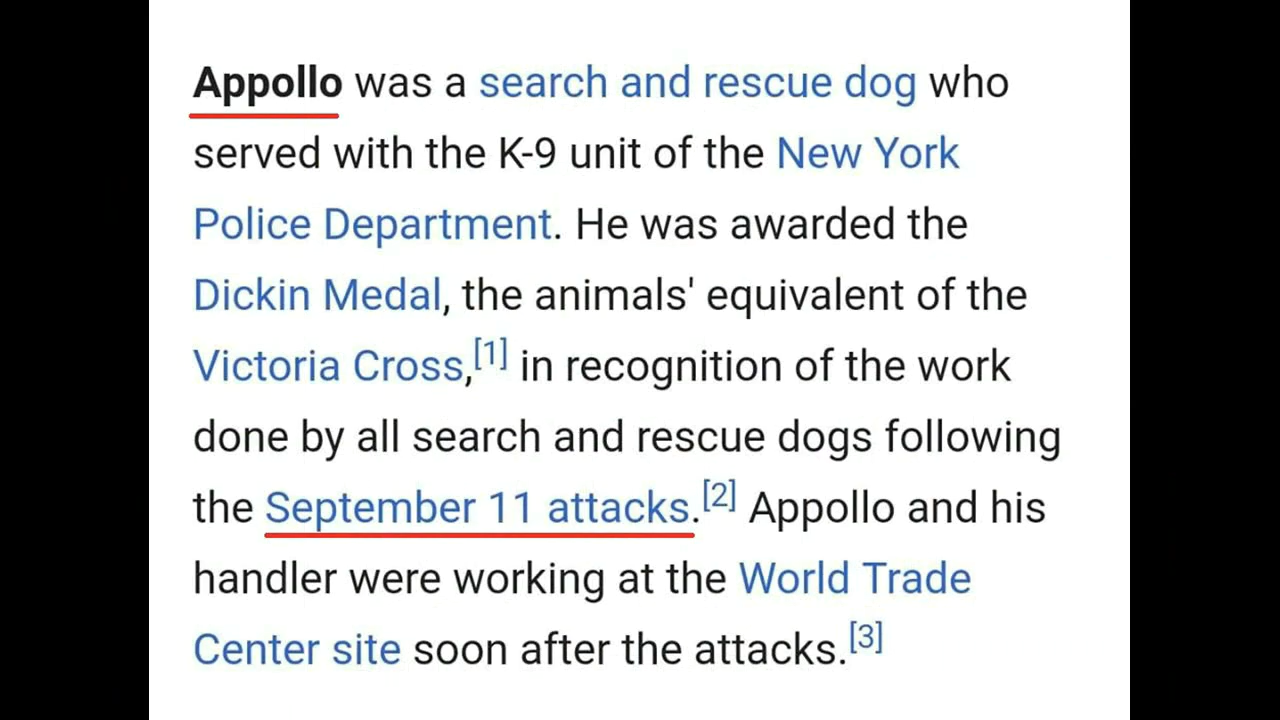 Appollo was a search and rescue dog who
served with the K-9 unit of the New York
Police Department. He was awarded the
Dickin Medal, the animals' equivalent of the
Victoria Cross,[1] in recognition of the work
done by all search and rescue dogs following
the September 11 attacks.[2] Appollo and his
handler were working at the World Trade
Center site soon after the attacks.[3]